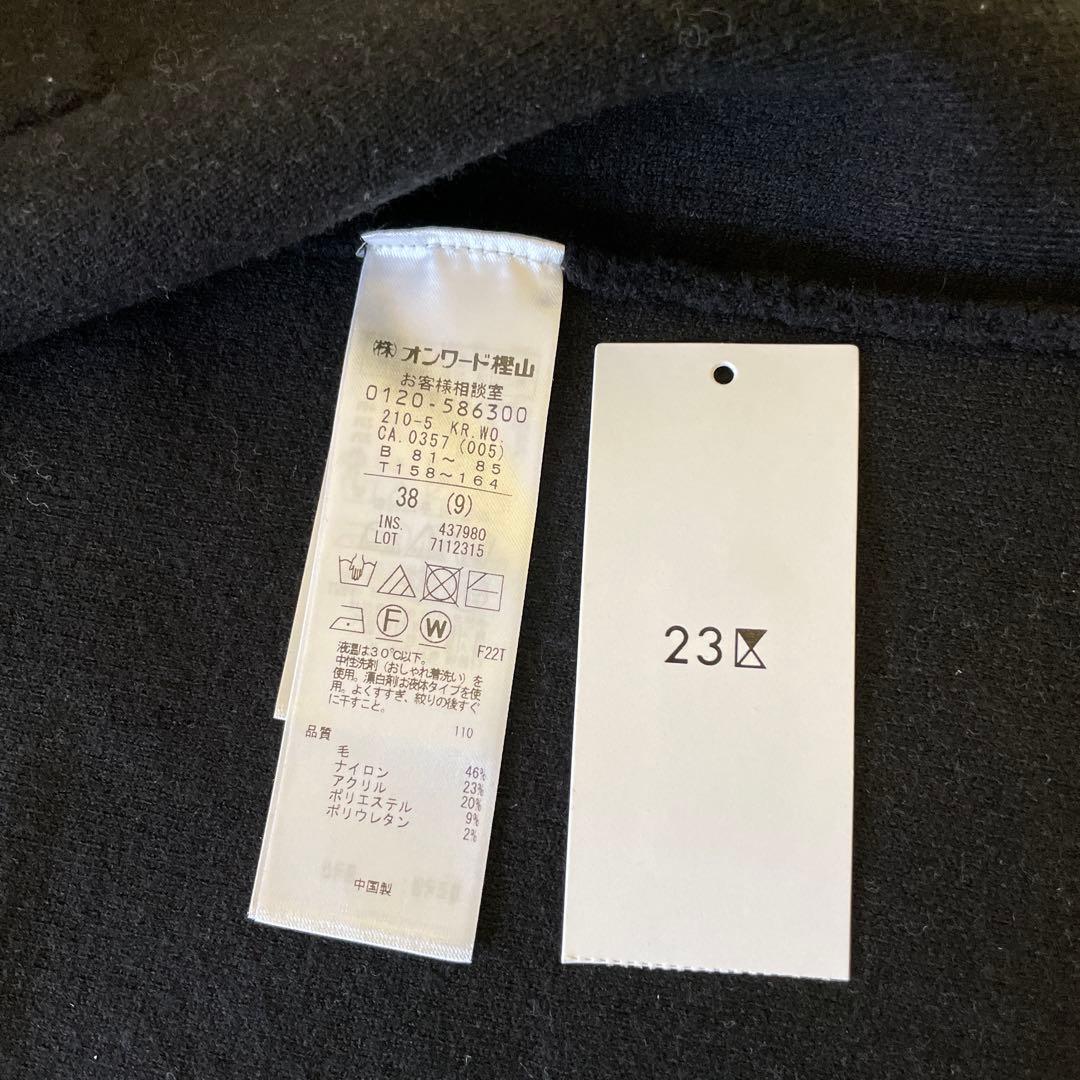 (株)オンワード樫山
お客様相談室
0120-586300
210-5 KR.WO.
CA.0357 (005)
B 81〜 85
T158〜164
38 (9)
INS. 437980
LOT 7112315
F W
F22T
液温は30℃以下。
中性洗剤(おしゃれ着洗い)を
使用。漂白剤は液体タイプを使
用。よくすすぎ、絞りの後すぐ
に干すこと。
品質 110
毛 46%
ナイロン 23%
アクリル 20%
ポリエステル 9%
ポリウレタン 2%
中国製
23区